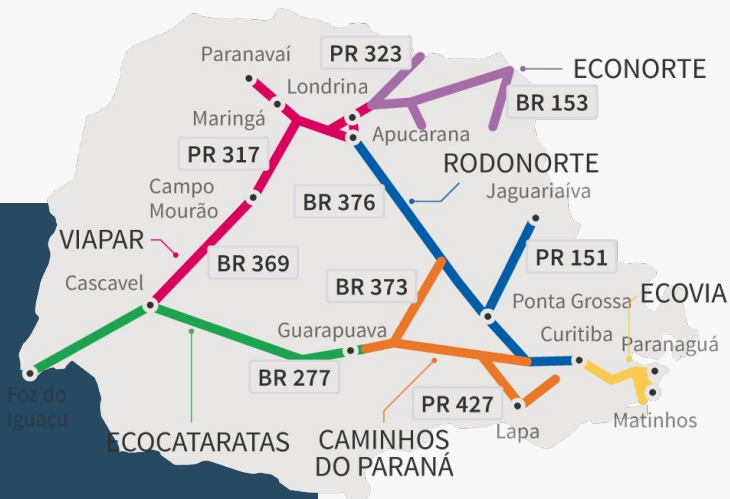 Paranavaí
PR 323
ECONORTE
Londrina
BR 153
Maringá
Apucarana
PR 317
RODONORTE
Campo
Mourão
BR 376
Jaguariaíva
VIAPAR
BR 369
PR 151
Cascavel
BR 373
Ponta Grossa
ECOVIA
Guarapuava
Curitiba
Paranaguá
BR 277
Foz do
Iguaçu
PR 427
Matinhos
Lapa
ECOCATARATAS
CAMINHOS
DO PARANÁ